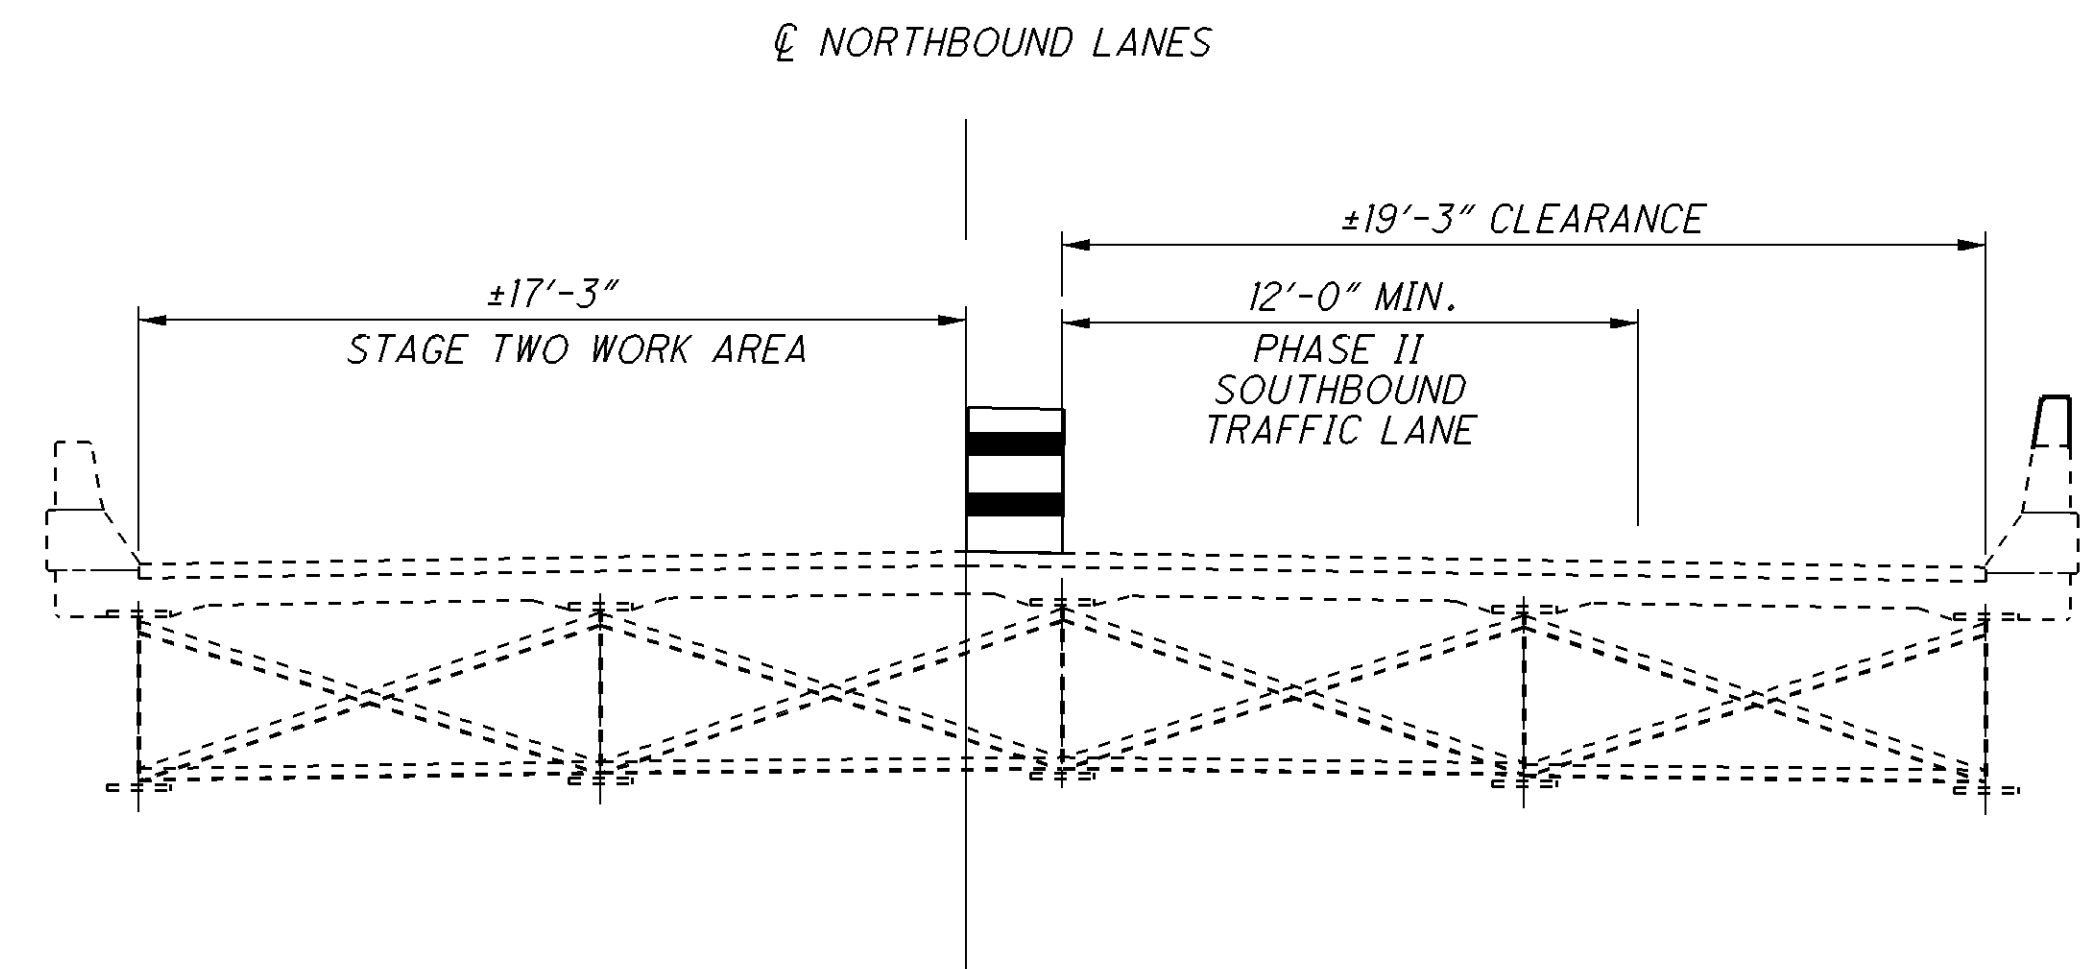 ℄ NORTHBOUND LANES
±19'-3" CLEARANCE
±17'-3"
12'-0" MIN.
STAGE TWO WORK AREA
PHASE II
SOUTHBOUND
TRAFFIC LANE